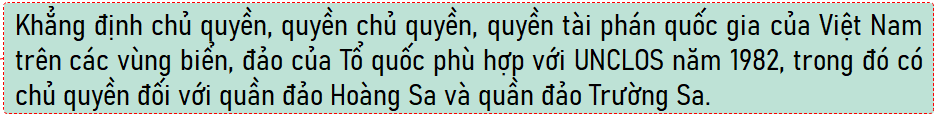 Khẳng định chủ quyền, quyền chủ quyền, quyền tài phán quốc gia của Việt Nam
trên các vùng biển, đảo của Tổ quốc phù hợp với UNCLOS năm 1982, trong đó có
chủ quyền đối với quần đảo Hoàng Sa và quần đảo Trường Sa.